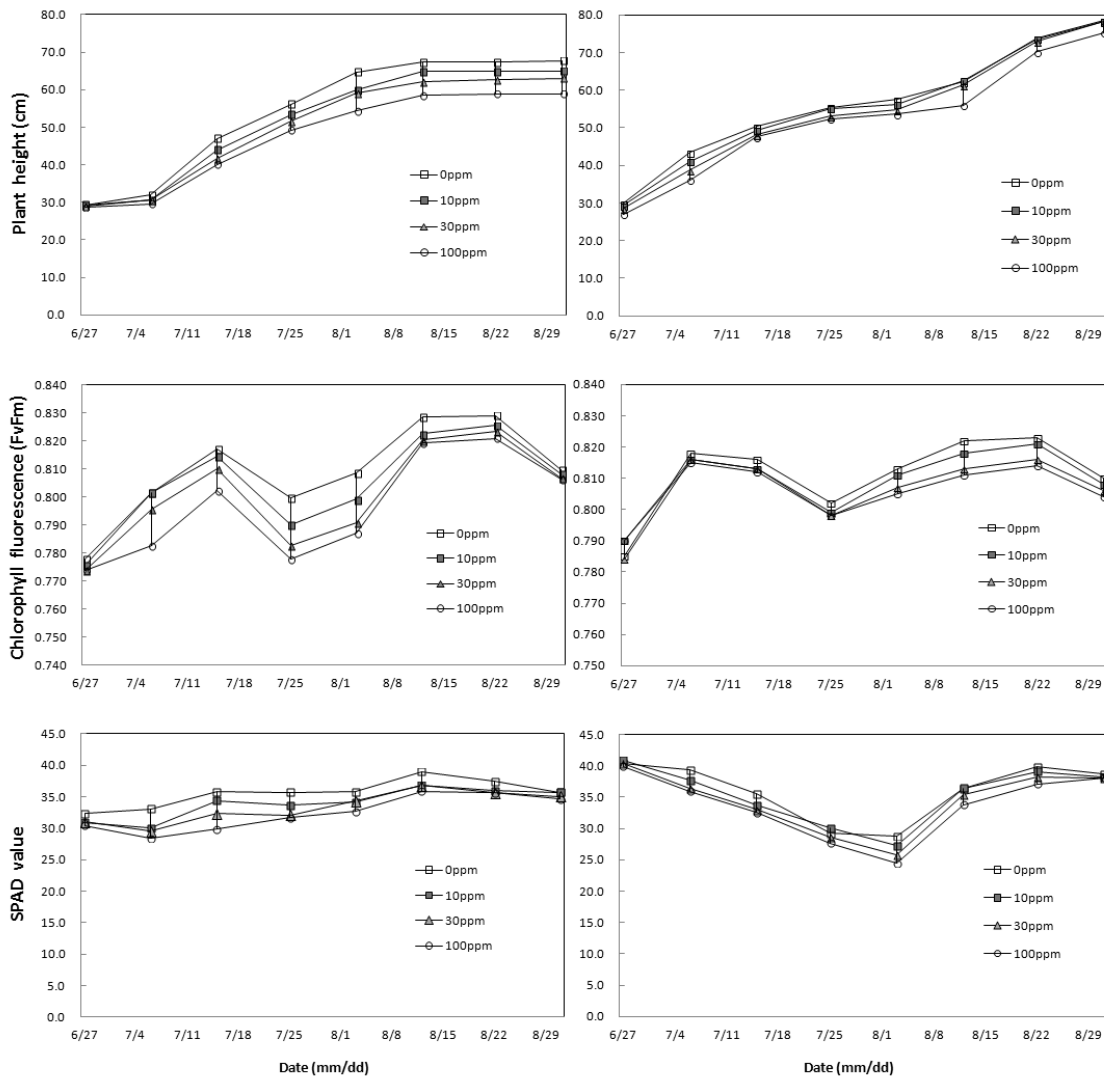 Plant height (cm)
80.0
70.0
60.0
50.0
40.0
30.0
20.0
10.0
0.0
6/27 7/4 7/11 7/18 7/25 8/1 8/8 8/15 8/22 8/29
0ppm
10ppm
30ppm
100ppm
80.0
70.0
60.0
50.0
40.0
30.0
20.0
10.0
0.0
6/27 7/4 7/11 7/25 8/1 8/8 8/15 8/22 8/29
0ppm
10ppm
30ppm
100ppm
Chlorophyll fluorescence (FvFm)
0.840
0.830
0.820
0.810
0.800
0.790
0.780
0.770
0.760
0.750
0.740
6/27 7/4 7/11 7/18 7/25 8/1 8/8 8/15 8/22 8/29
0ppm
10ppm
30ppm
100ppm
0.840
0.830
0.820
0.810
0.800
0.790
0.780
0.770
0.760
0.750
6/27 7/4 7/11 7/25 8/1 8/8 8/15 8/22 8/29
0ppm
10ppm
30ppm
100ppm
SPAD value
45.0
40.0
35.0
30.0
25.0
20.0
15.0
10.0
5.0
0.0
6/27 7/4 7/11 7/18 7/25 8/1 8/8 8/15 8/22 8/29
0ppm
10ppm
30ppm
100ppm
Date (mm/dd)
45.0
40.0
35.0
30.0
25.0
20.0
15.0
10.0
5.0
0.0
6/27 7/4 7/11 7/25 8/1 8/8 8/15 8/22 8/29
0ppm
10ppm
30ppm
100ppm
Date (mm/dd)